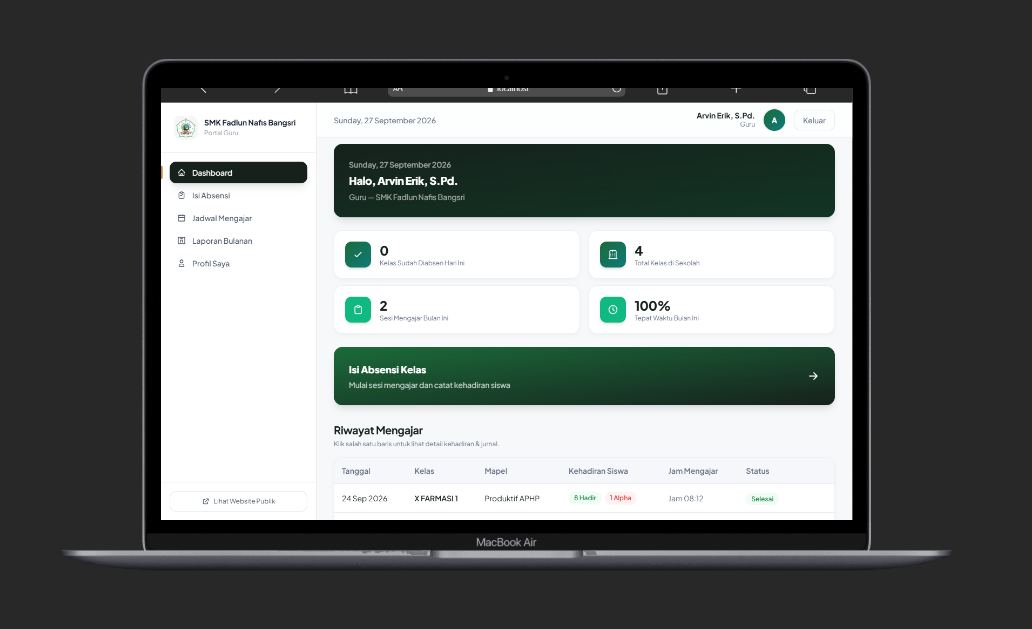 localhost
SMK Fadlun Nafis Bangsri
Portal Guru
Dashboard
Isi Absensi
Jadwal Mengajar
Laporan Bulanan
Profil Saya
Lihat Website Publik
Sunday, 27 September 2026
Arvin Erik, S.Pd.
Guru
A
Keluar
Sunday, 27 September 2026
Halo, Arvin Erik, S.Pd.
Guru — SMK Fadlun Nafis Bangsri
0
Kelas Sudah Diabsen Hari Ini
4
Total Kelas di Sekolah
2
Sesi Mengajar Bulan Ini
100%
Tepat Waktu Bulan Ini
Isi Absensi Kelas
Mulai sesi mengajar dan catat kehadiran siswa
Riwayat Mengajar
Klik salah satu baris untuk lihat detail kehadiran & jurnal.
Tanggal Kelas Mapel Kehadiran Siswa Jam Mengajar Status
24 Sep 2026 X FARMASI 1 Produktif APHP 8 Hadir 1 Alpha Jam 08:12 Selesai
MacBook Air